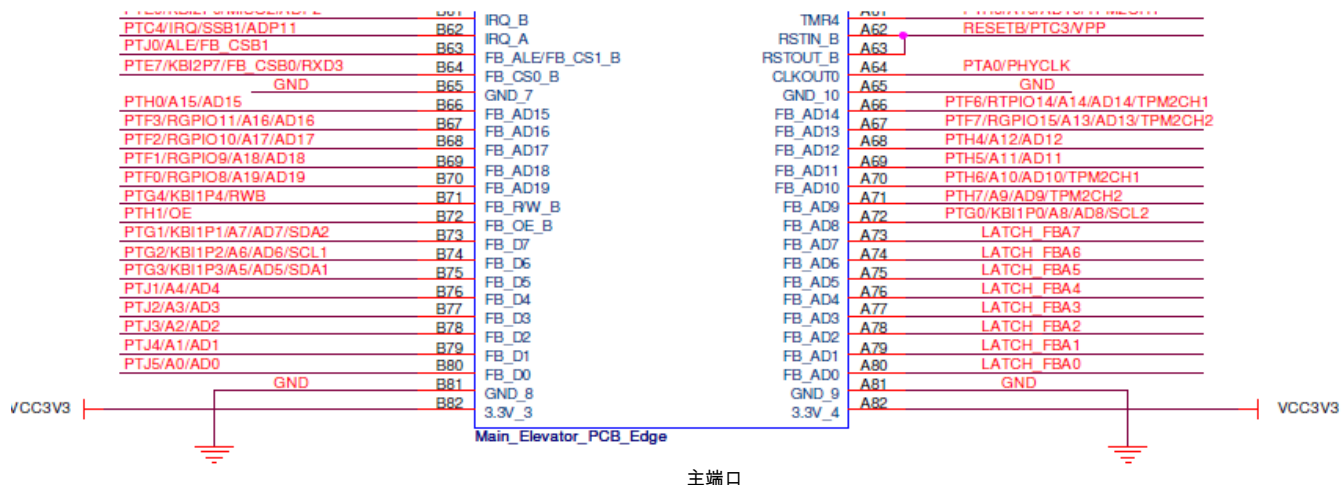 IRQ_B TMR4
PTC4/IRQ/SSB1/ADP11 B62 IRQ_A RSTIN_B A62 RESETB/PTC3/VPP
PTJ0/ALE/FB_CSB1 B63 FB_ALE/FB_CS1_B RSTOUT_B A63
PTE7/KBI2P7/FB_CSB0/RXD3 B64 FB_CS0_B CLKOUT0 A64 PTA0/PHYCLK
GND B65 GND_7 GND_10 A65 GND
PTH0/A15/AD15 B66 FB_AD15 FB_AD14 A66 PTF6/RTPIO14/A14/AD14/TPM2CH1
PTF3/RGPIO11/A16/AD16 B67 FB_AD16 FB_AD13 A67 PTF7/RGPIO15/A13/AD13/TPM2CH2
PTF2/RGPIO10/A17/AD17 B68 FB_AD17 FB_AD12 A68 PTH4/A12/AD12
PTF1/RGPIO9/A18/AD18 B69 FB_AD18 FB_AD11 A69 PTH5/A11/AD11
PTF0/RGPIO8/A19/AD19 B70 FB_AD19 FB_AD10 A70 PTH6/A10/AD10/TPM2CH1
PTG4/KBI1P4/RWB B71 FB_R/W_B FB_AD9 A71 PTH7/A9/AD9/TPM2CH2
PTH1/OE B72 FB_OE_B FB_AD8 A72 PTG0/KBI1P0/A8/AD8/SCL2
PTG1/KBI1P1/A7/AD7/SDA2 B73 FB_D7 FB_AD7 A73 LATCH_FBA7
PTG2/KBI1P2/A6/AD6/SCL1 B74 FB_D6 FB_AD6 A74 LATCH_FBA6
PTG3/KBI1P3/A5/AD5/SDA1 B75 FB_D5 FB_AD5 A75 LATCH_FBA5
PTJ1/A4/AD4 B76 FB_D4 FB_AD4 A76 LATCH_FBA4
PTJ2/A3/AD3 B77 FB_D3 FB_AD3 A77 LATCH_FBA3
PTJ3/A2/AD2 B78 FB_D2 FB_AD2 A78 LATCH_FBA2
PTJ4/A1/AD1 B79 FB_D1 FB_AD1 A79 LATCH_FBA1
PTJ5/A0/AD0 B80 FB_D0 FB_AD0 A80 LATCH_FBA0
GND B81 GND_8 GND_9 A81 GND
VCC3V3 B82 3.3V_3 3.3V_4 A82 VCC3V3
Main_Elevator_PCB_Edge
主端口